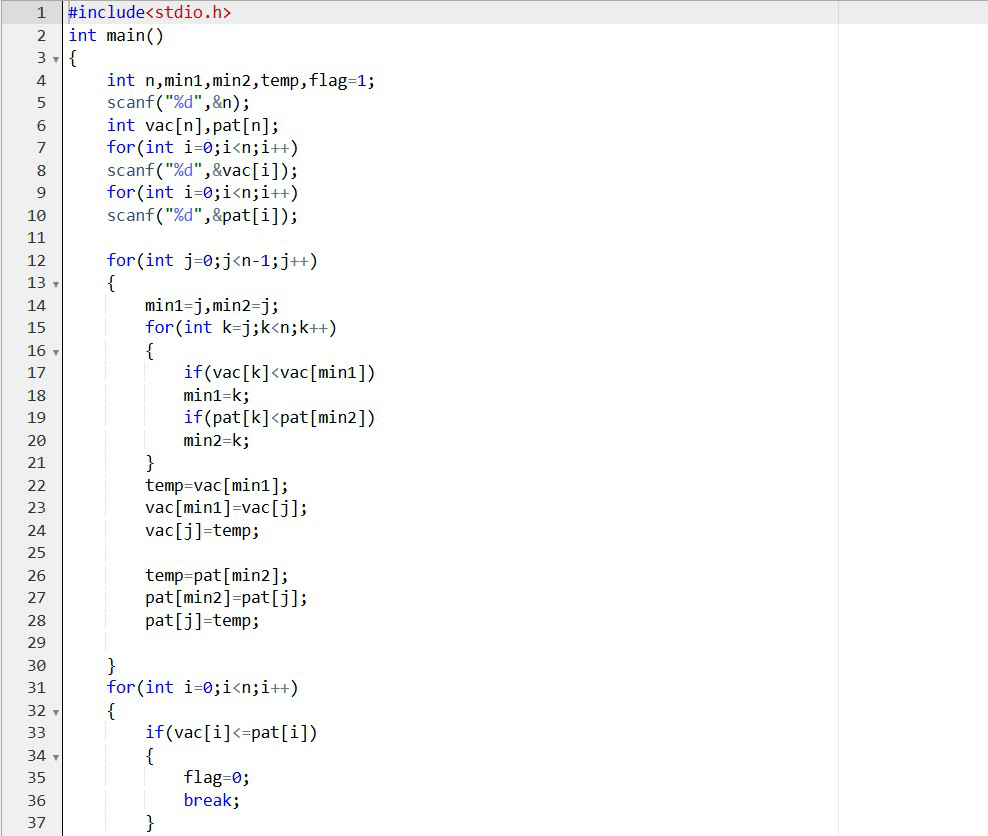 1 #include<stdio.h>
2 int main()
3 {
4 int n,min1,min2,temp,flag=1;
5 scanf("%d",&n);
6 int vac[n],pat[n];
7 for(int i=0;i<n;i++)
8 scanf("%d",&vac[i]);
9 for(int i=0;i<n;i++)
10 scanf("%d",&pat[i]);
11
12 for(int j=0;j<n-1;j++)
13 {
14 min1=j,min2=j;
15 for(int k=j;k<n;k++)
16 {
17 if(vac[k]<vac[min1])
18 min1=k;
19 if(pat[k]<pat[min2])
20 min2=k;
21 }
22 temp=vac[min1];
23 vac[min1]=vac[j];
24 vac[j]=temp;
25
26 temp=pat[min2];
27 pat[min2]=pat[j];
28 pat[j]=temp;
29
30 }
31 for(int i=0;i<n;i++)
32 {
33 if(vac[i]<=pat[i])
34 {
35 flag=0;
36 break;
37 }